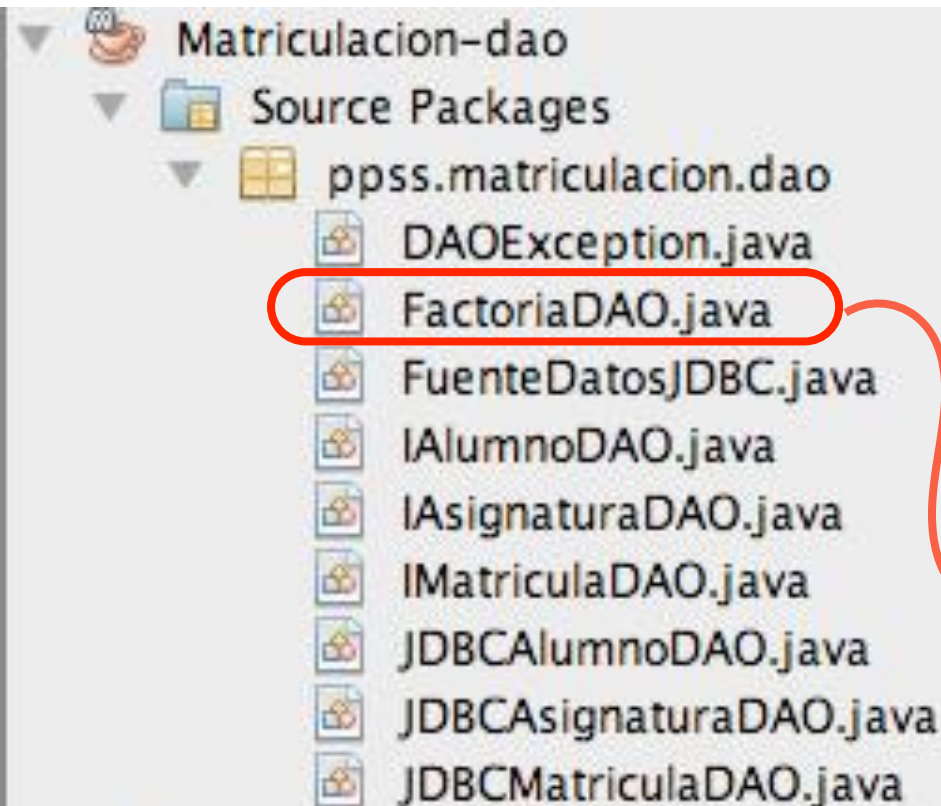 Matriculacion-dao
Source Packages
ppss.matriculacion.dao
DAOException.java
FactoriaDAO.java
FuenteDatosJDBC.java
IAlumnoDAO.java
IAsignaturaDAO.java
IMatriculaDAO.java
JDBCAlumnoDAO.java
JDBCAsignaturaDAO.java
JDBCMatriculaDAO.java